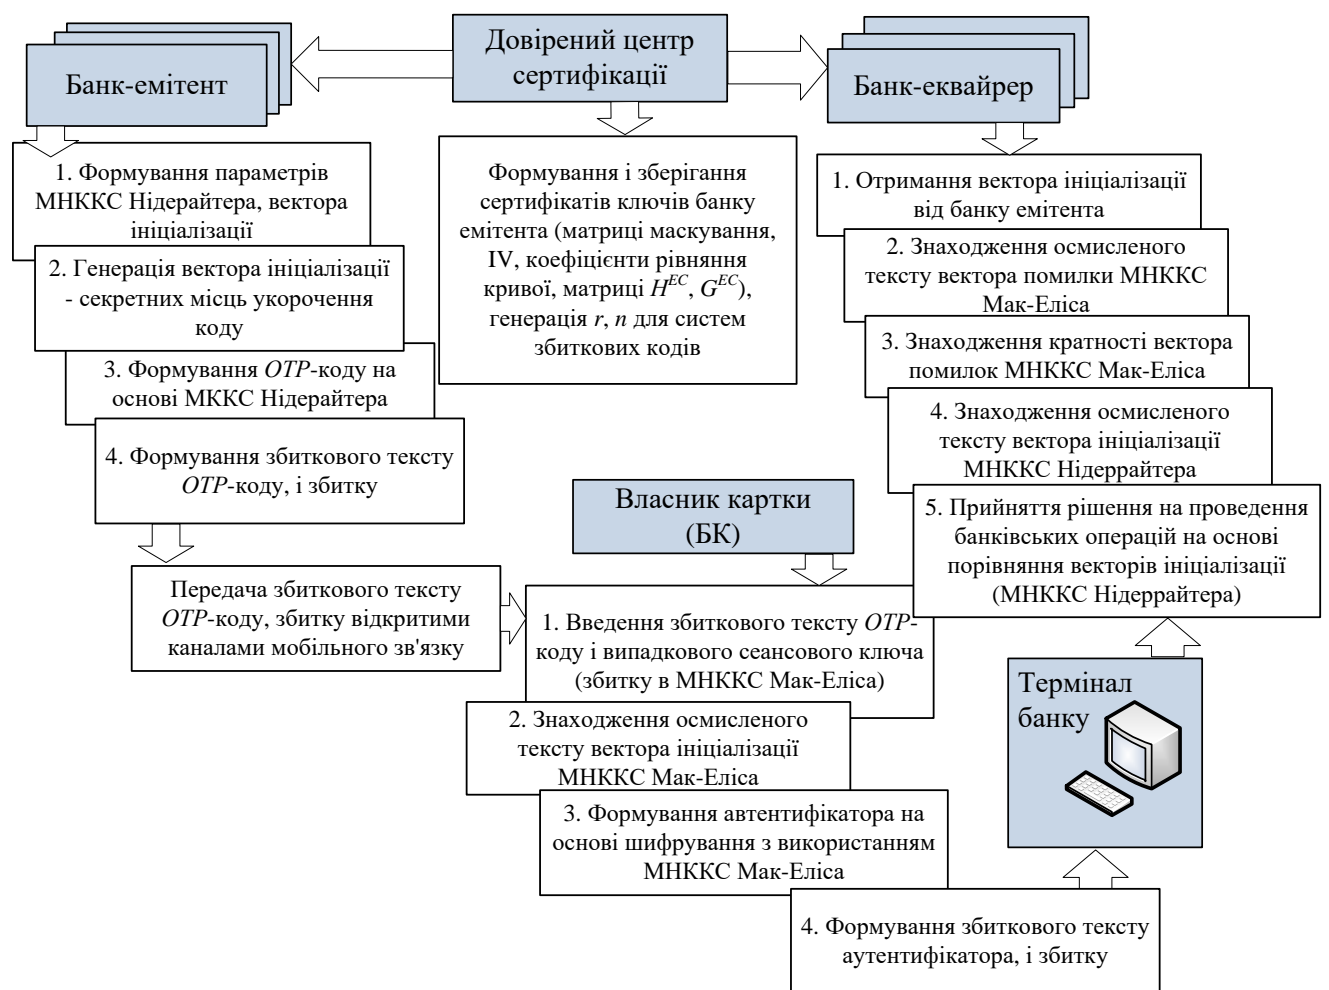 Довірений центр
сертифікації
Банк-емітент
Банк-еквайрер
1. Формування параметрів
МНККС Нідерайтера, вектора
ініціалізації
2. Генерація вектора ініціалізації
- секретних місць укорочення
коду
3. Формування OTP-коду на
основі МККС Нідерайтера
4. Формування збиткового тексту
OTP-коду, і збитку
Передача збиткового тексту
OTP-коду, збитку відкритими
каналами мобільного зв'язку
Формування і зберігання
сертифікатів ключів банку
емітента (матриці маскування,
IV, коефіцієнти рівняння
кривої, матриці H^EC, G^EC),
генерація r, n для систем
збиткових кодів
1. Отримання вектора ініціалізації
від банку емітента
2. Знаходження осмисленого
тексту вектора помилки МНККС
Мак-Еліса
3. Знаходження кратності вектора
помилок МНККС Мак-Еліса
4. Знаходження осмисленого
тексту вектора ініціалізації
МНККС Нідеррайтера
5. Прийняття рішення на проведення
банківських операцій на основі
порівняння векторів ініціалізації
(МНККС Нідеррайтера)
Власник картки
(БК)
1. Введення збиткового тексту OTP-
коду і випадкового сеансового ключа
(збитку в МНККС Мак-Еліса)
2. Знаходження осмисленого
тексту вектора ініціалізації
МНККС Мак-Еліса
3. Формування автентифікатора на
основі шифрування з використанням
МНККС Мак-Еліса
4. Формування збиткового тексту
аутентифікатора, і збитку
Термінал
банку